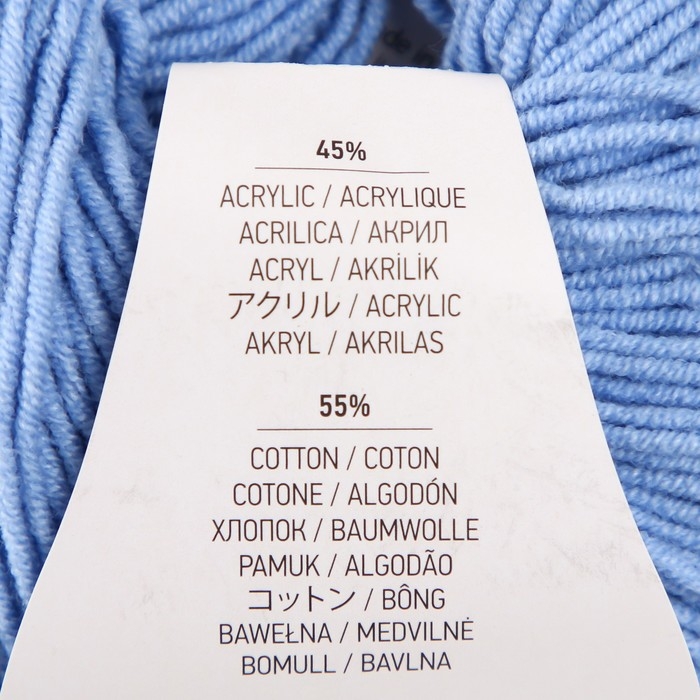 45%
ACRYLIC / ACRYLIQUE
ACRILICA / АКРИЛ
ACRYL / AKRİLİK
アクリル / ACRYLIC
AKRYL / AKRILAS
55%
COTTON / COTON
COTONE / ALGODÓN
ХЛОПОК / BAUMWOLLE
PAMUK / ALGODÃO
コットン / BÔNG
BAWEŁNA / MEDVILNĖ
BOMULL / BAVLNA